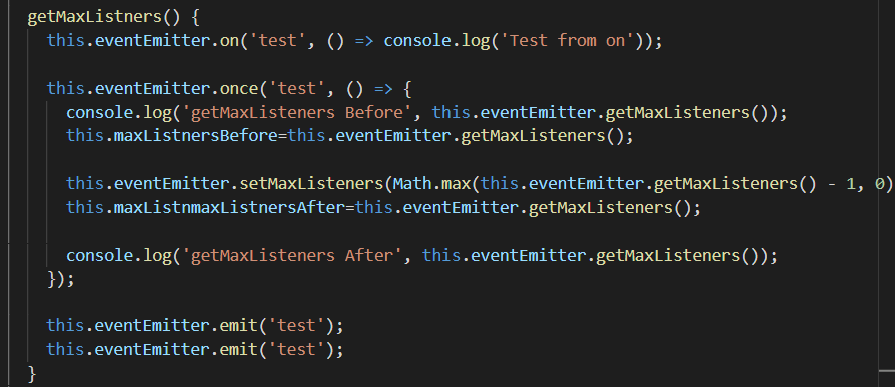 getMaxListners() {
this.eventEmitter.on('test', () => console.log('Test from on'));
this.eventEmitter.once('test', () => {
console.log('getMaxListeners Before', this.eventEmitter.getMaxListeners());
this.maxListnersBefore=this.eventEmitter.getMaxListeners();
this.eventEmitter.setMaxListeners(Math.max(this.eventEmitter.getMaxListeners() - 1, 0)
this.maxListnmaxListnersAfter=this.eventEmitter.getMaxListeners();
console.log('getMaxListeners After', this.eventEmitter.getMaxListeners());
});
this.eventEmitter.emit('test');
this.eventEmitter.emit('test');
}